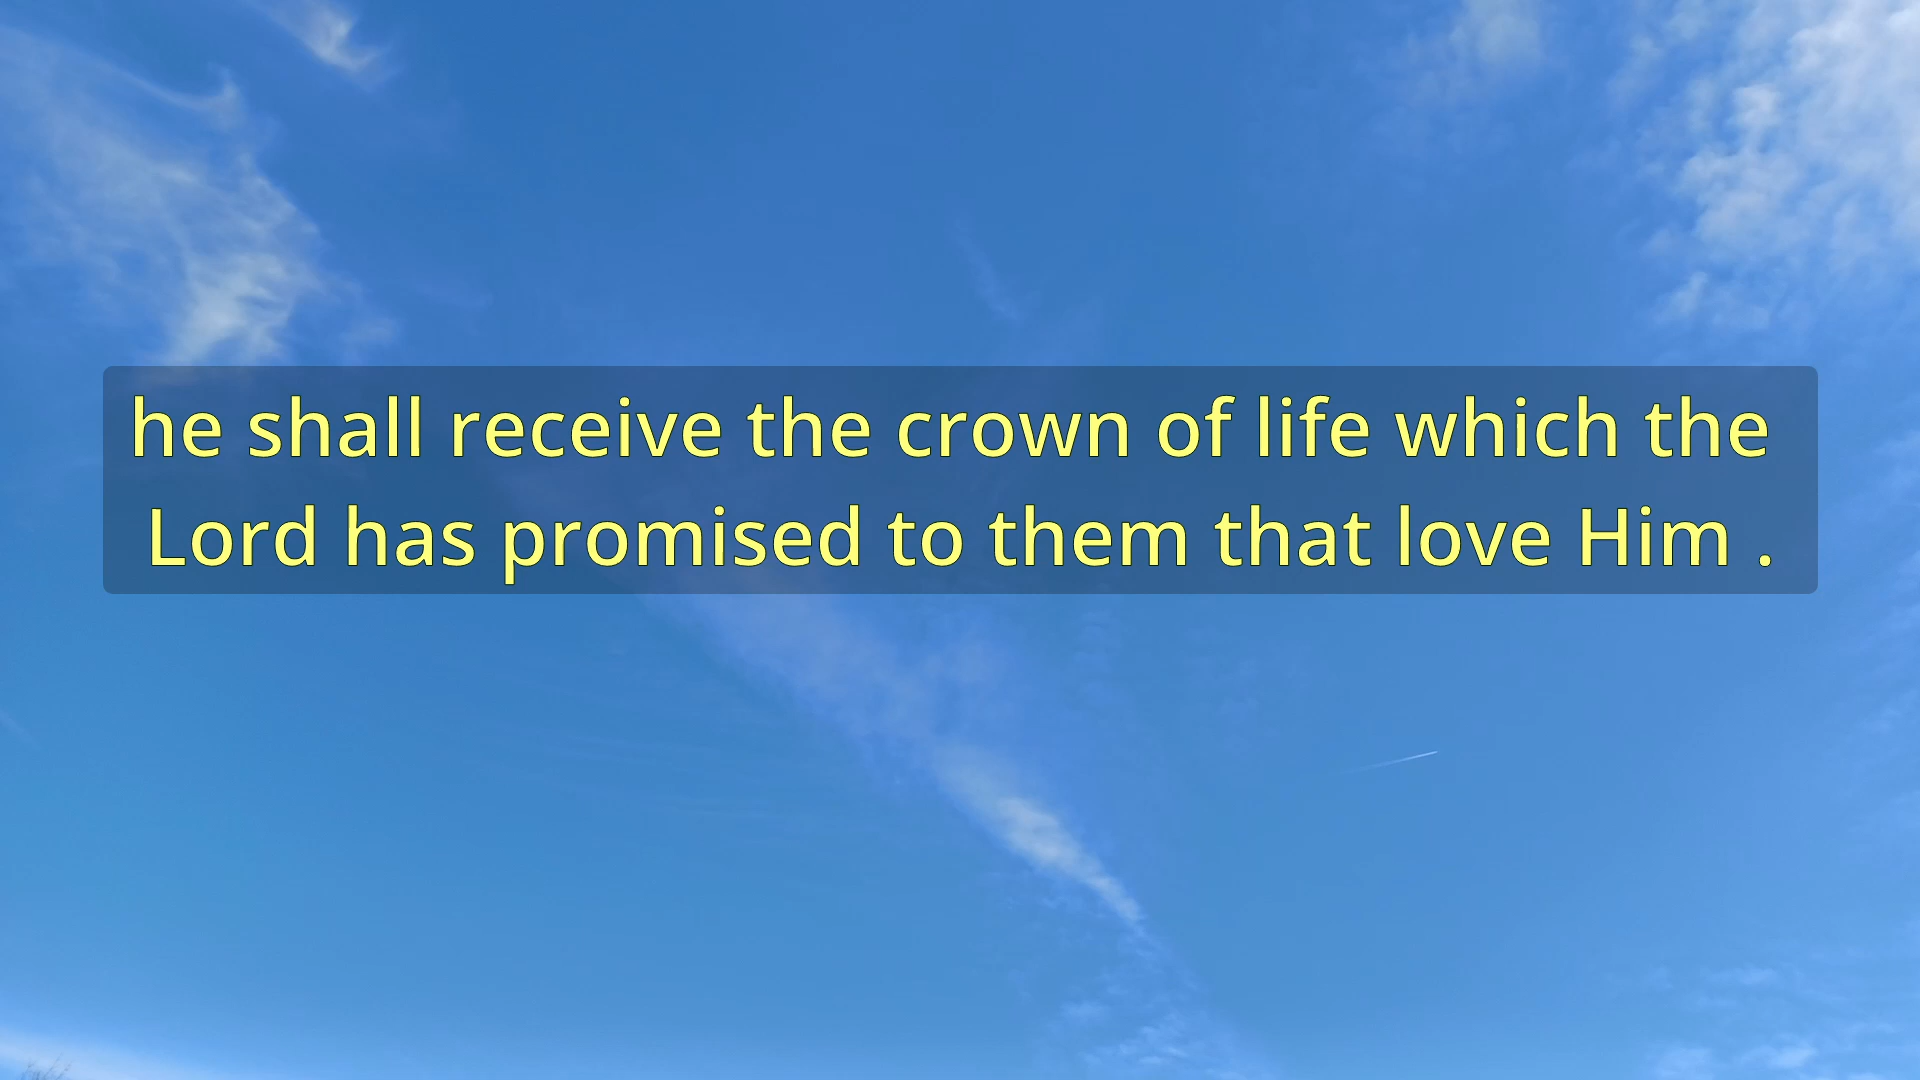 he shall receive the crown of life which the
Lord has promised to them that love Him .